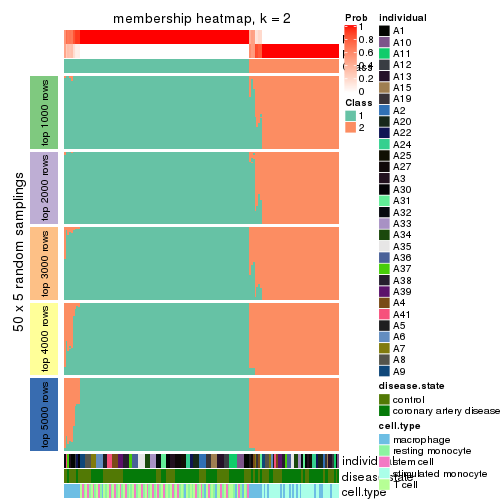 membership heatmap, k = 2
50 x 5 random samplings
top 1000 rows
top 2000 rows
top 3000 rows
top 4000 rows
top 5000 rows
Prob
1
0.8
0.6
0.4
0.2
0
Class
1
2
individual
A1
A10
A11
A12
A13
A15
A19
A2
A20
A22
A24
A25
A27
A3
A30
A31
A32
A33
A34
A35
A36
A37
A38
A39
A4
A41
A5
A6
A7
A8
A9
disease.state
control
coronary artery disease
cell.type
macrophage
resting monocyte
stem cell
stimulated monocyte
T cell
individual
disease.state
cell.type